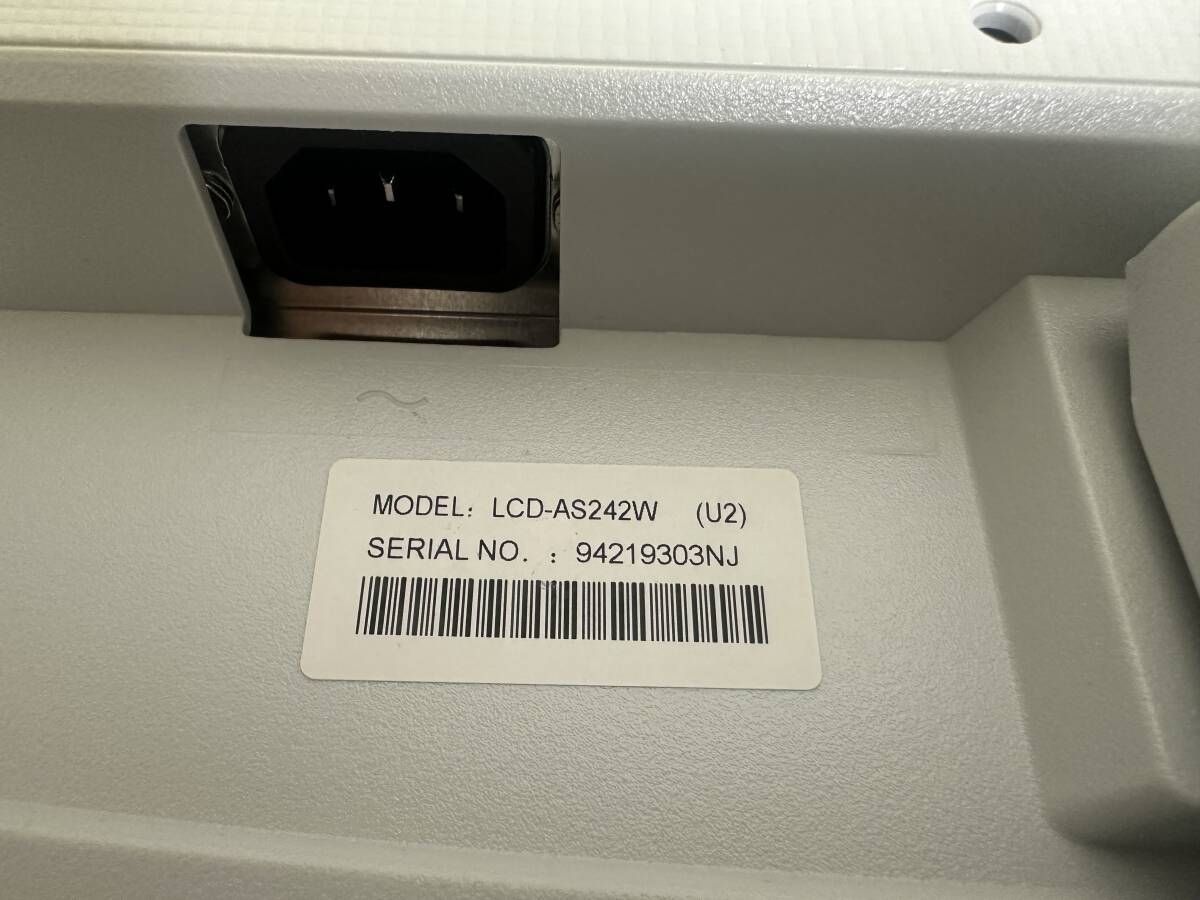 MODEL: LCD-AS242W (U2)
SERIAL NO. : 94219303NJ